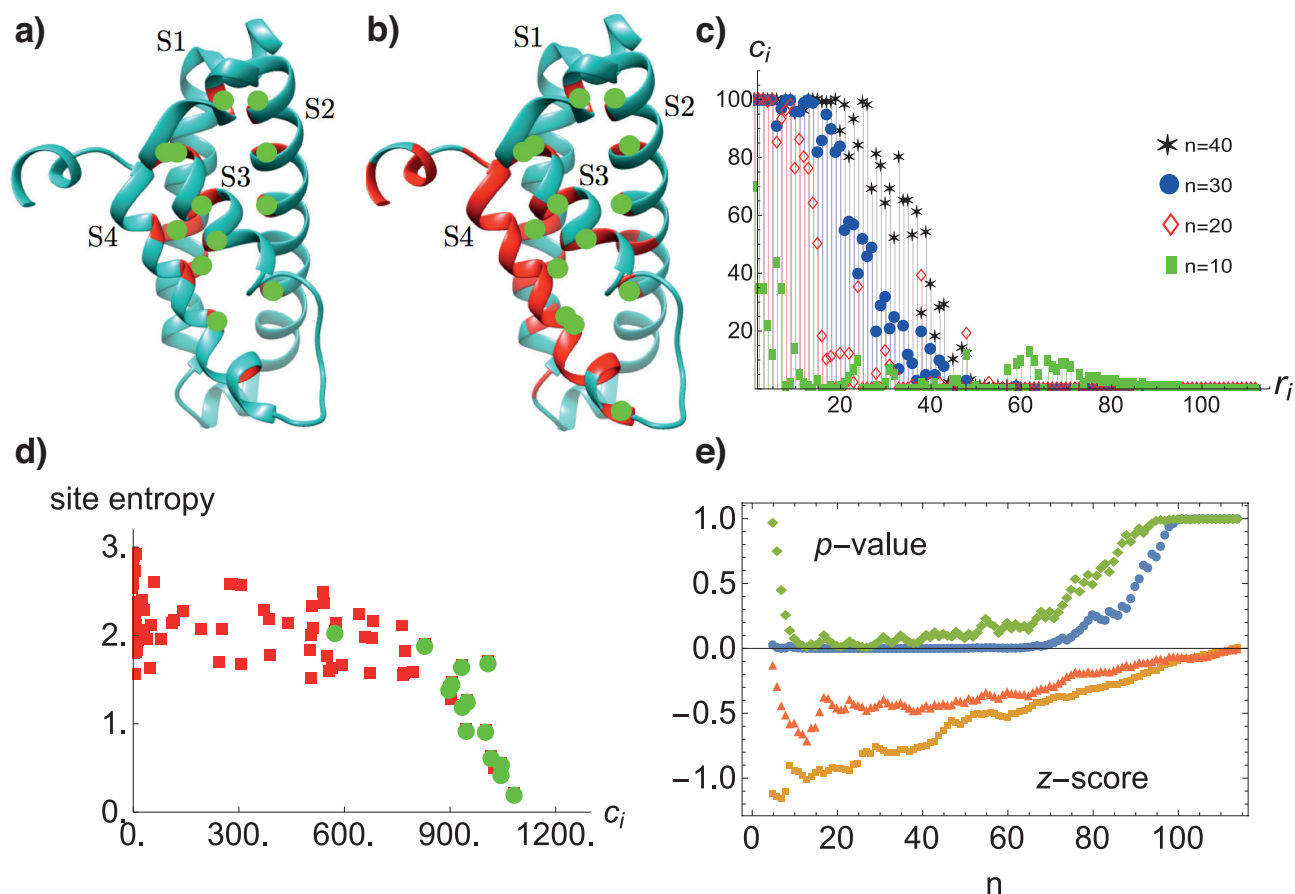 a)
S1
S2
S3
S4
b)
S1
S2
S3
S4
c)
c_i
100
80
60
40
20
20 40 60 80 100
r_i
n=40
n=30
n=20
n=10
d)
site entropy
3.
2.
1.
0.
0. 300. 600. 900. 1200.
c_i
e)
1.0
0.5
0.0
−0.5
−1.0
p−value
z−score
0 20 40 60 80 100
n